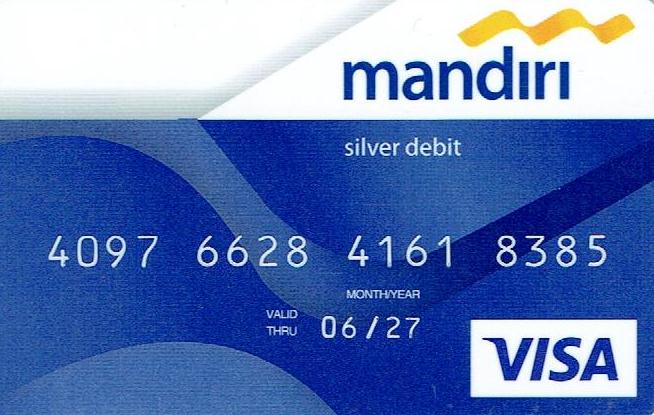 mandiri
silver debit
4097 6628 4161 8385
MONTH/YEAR
VALID
THRU 06/27
VISA